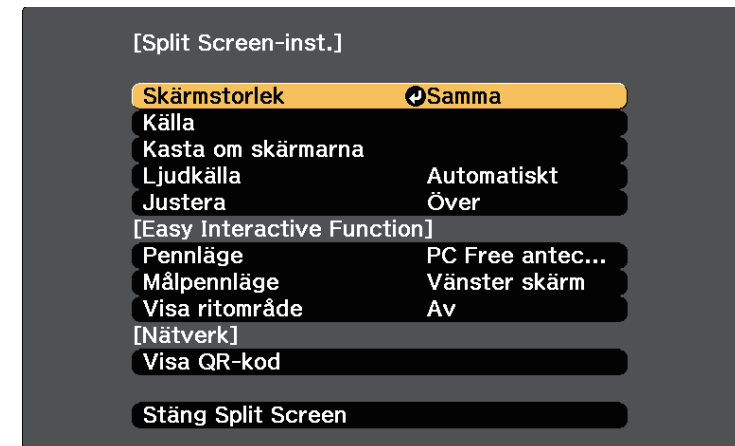 [Split Screen-inst.]
Skärmstorlek Samma
Källa
Kasta om skärmarna
Ljudkälla Automatiskt
Justera Över
[Easy Interactive Function]
Pennläge PC Free antec...
Målpennläge Vänster skärm
Visa ritområde Av
[Nätverk]
Visa QR-kod
Stäng Split Screen